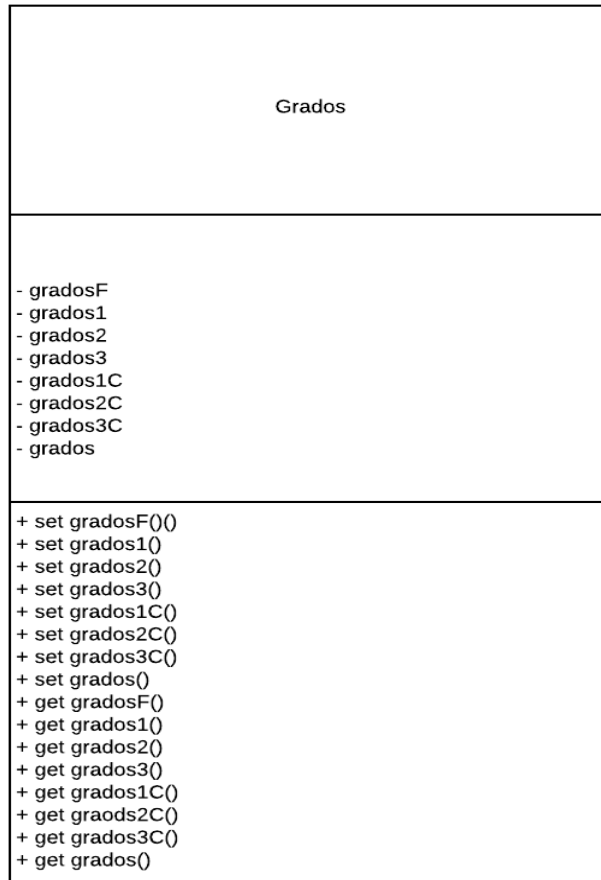 Grados
- gradosF
- grados1
- grados2
- grados3
- grados1C
- grados2C
- grados3C
- grados
+ set gradosF()()
+ set grados1()
+ set grados2()
+ set grados3()
+ set grados1C()
+ set grados2C()
+ set grados3C()
+ set grados()
+ get gradosF()
+ get grados1()
+ get grados2()
+ get grados3()
+ get grados1C()
+ get graods2C()
+ get grados3C()
+ get grados()